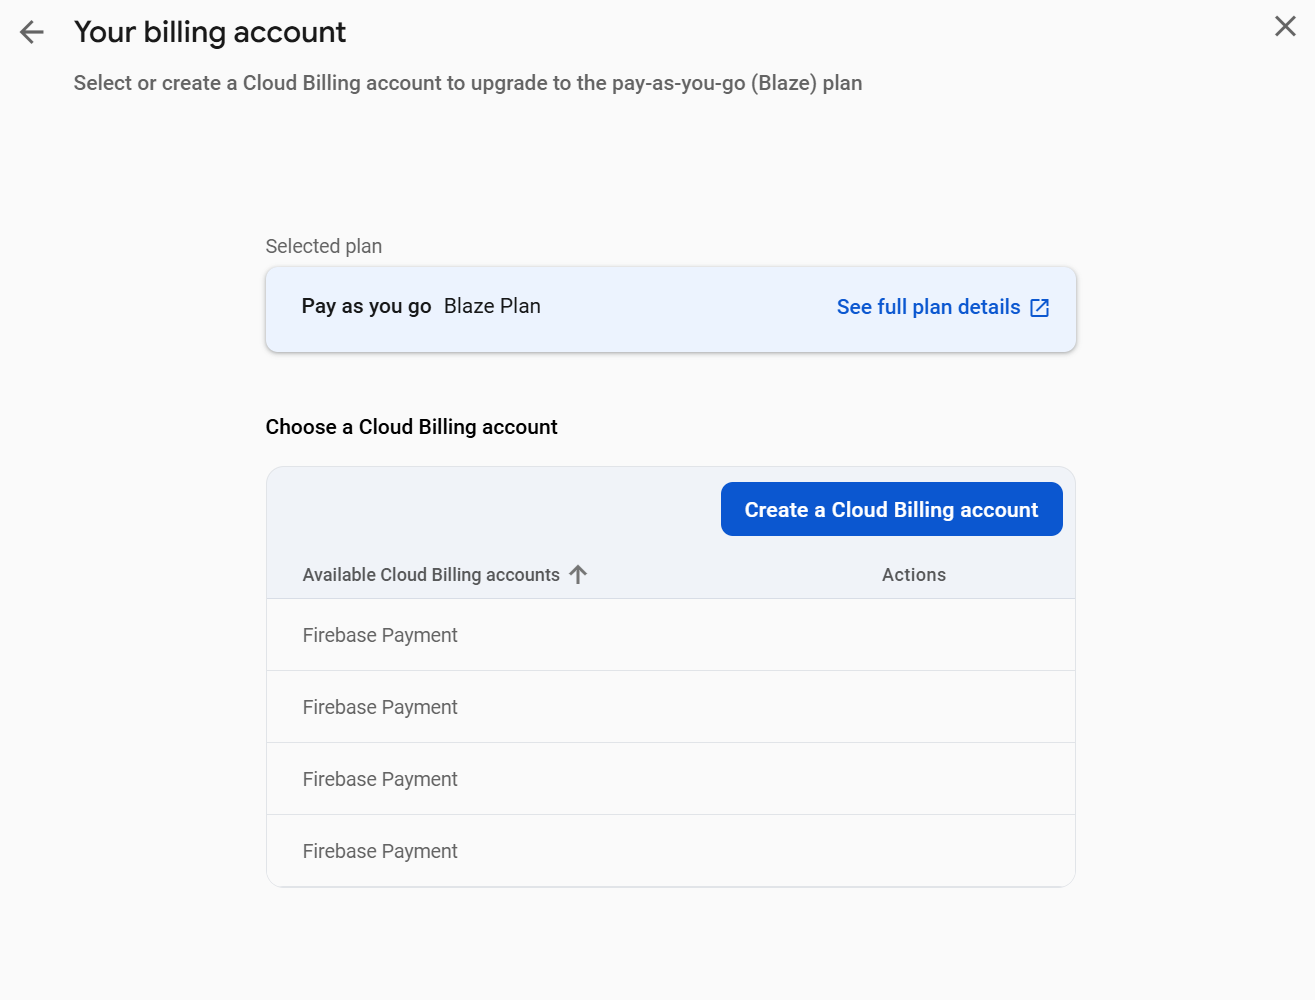 Your billing account
Select or create a Cloud Billing account to upgrade to the pay-as-you-go (Blaze) plan
Selected plan
Pay as you go Blaze Plan See full plan details
Choose a Cloud Billing account
Create a Cloud Billing account
Available Cloud Billing accounts Actions
Firebase Payment
Firebase Payment
Firebase Payment
Firebase Payment